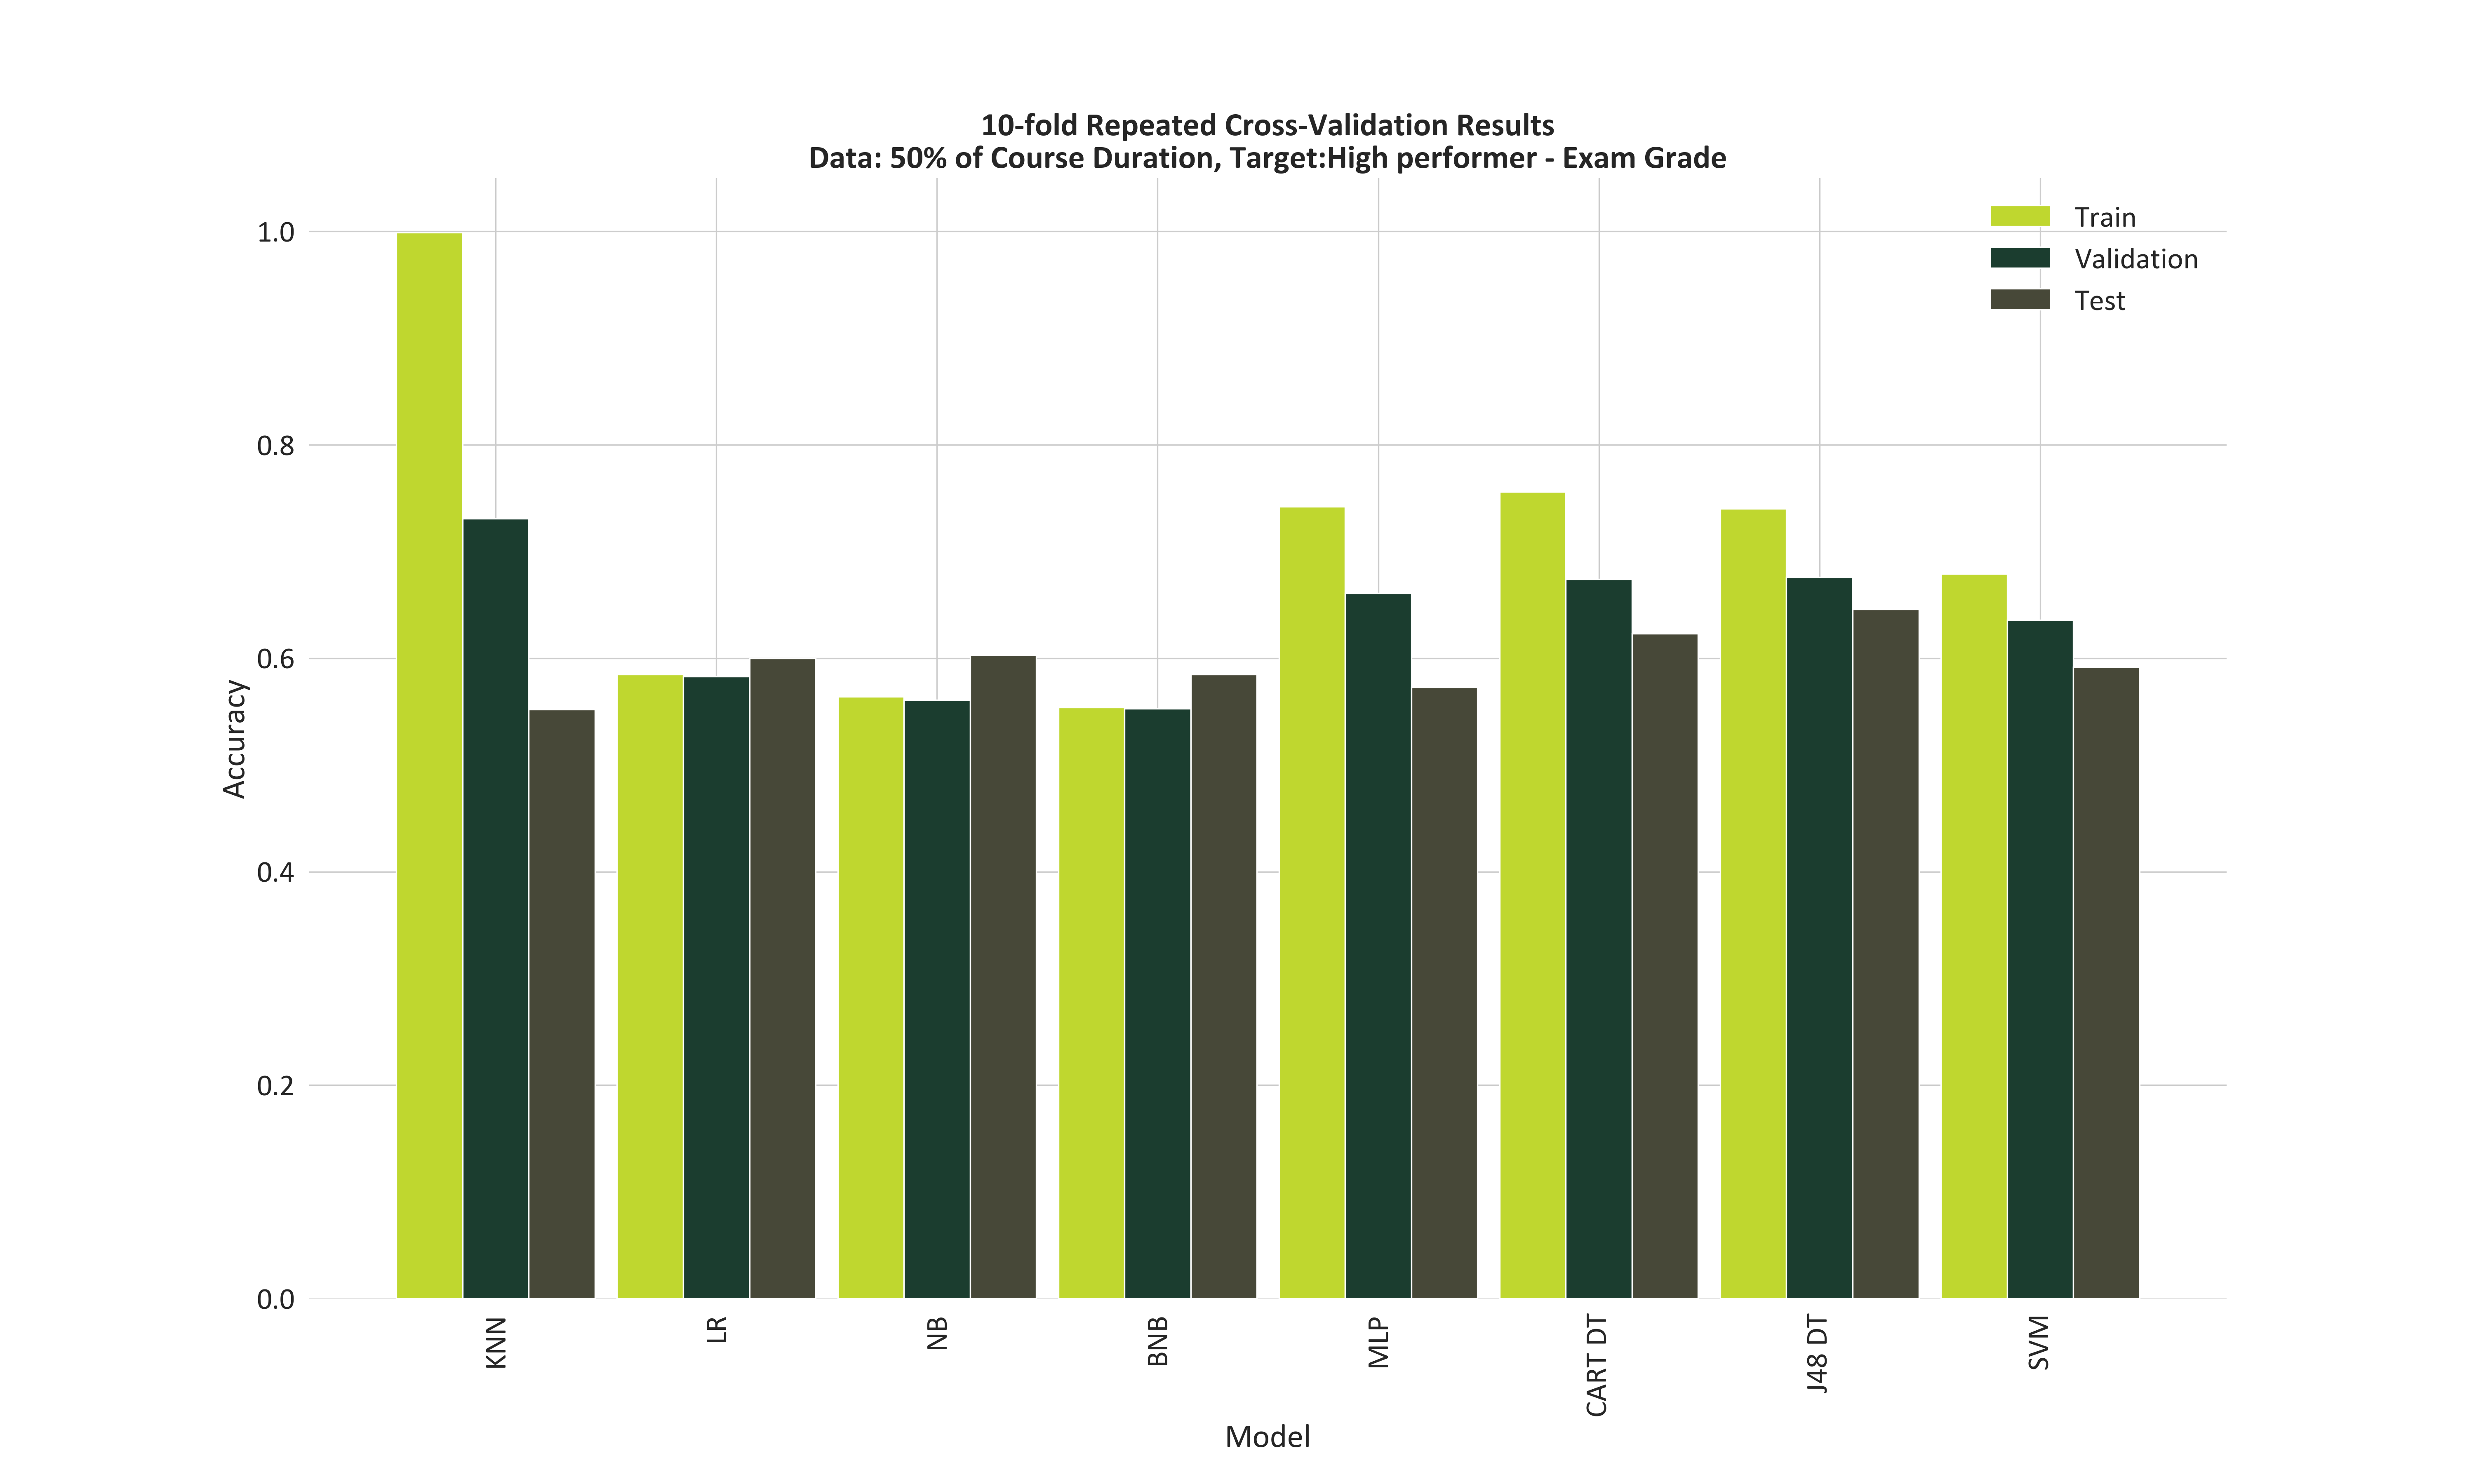 10-fold Repeated Cross-Validation Results
Data: 50% of Course Duration, Target:High performer - Exam Grade
Train
Validation
Test
1.0
0.8
0.6
0.4
0.2
0.0
Accuracy
KNN
LR
NB
BNB
MLP
CART DT
J48 DT
SVM
Model